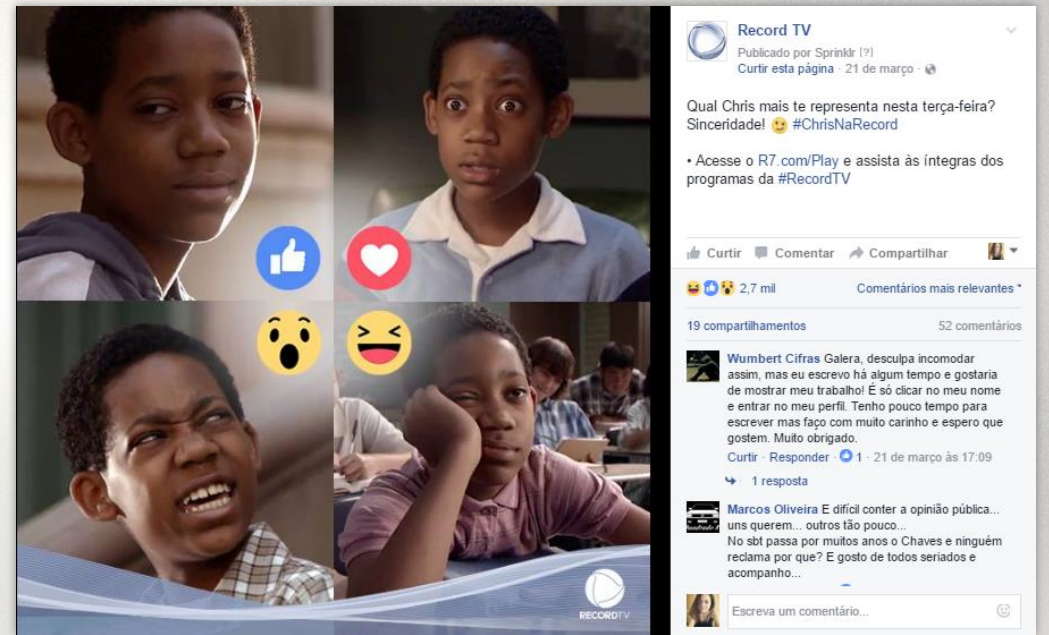 RECORDTV
Record TV
Publicado por Sprinklr [?]
Curtir esta página · 21 de março ·
Qual Chris mais te representa nesta terça-feira?
Sinceridade! 😉 #ChrisNaRecord
• Acesse o R7.com/Play e assista às íntegras dos
programas da #RecordTV
Curtir Comentar Compartilhar
2,7 mil Comentários mais relevantes
19 compartilhamentos 52 comentários
Wumbert Cifras Galera, desculpa incomodar
assim, mas eu escrevo há algum tempo e gostaria
de mostrar meu trabalho! É só clicar no meu nome
e entrar no meu perfil. Tenho pouco tempo para
escrever mas faço com muito carinho e espero que
gostem. Muito obrigado.
Curtir · Responder · 1 · 21 de março às 17:09
1 resposta
Marcos Oliveira E difícil conter a opinião pública...
uns querem... outros tão pouco...
No sbt passa por muitos anos o Chaves e ninguém
reclama por que? E gosto de todos seriados e
acompanho...
Escreva um comentário...